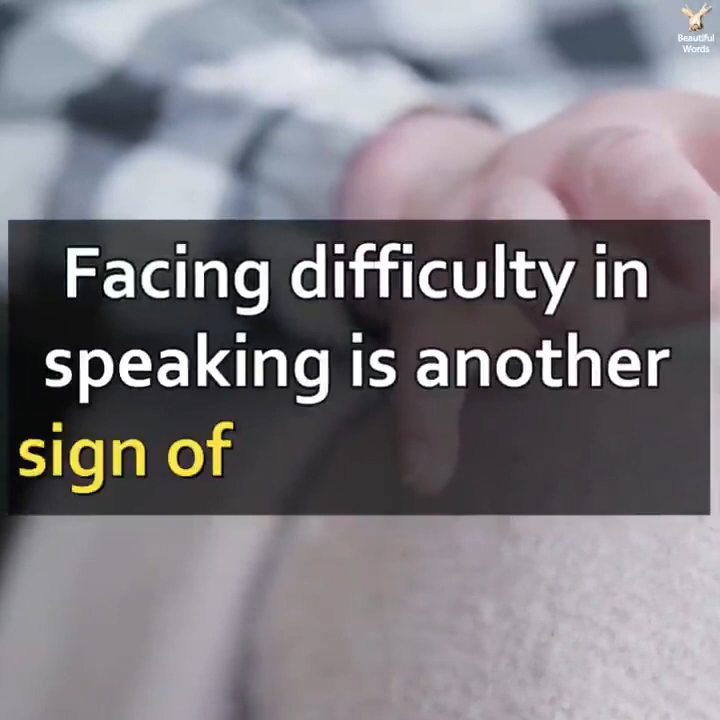 Beautiful
Words
Facing difficulty in
speaking is another
sign of